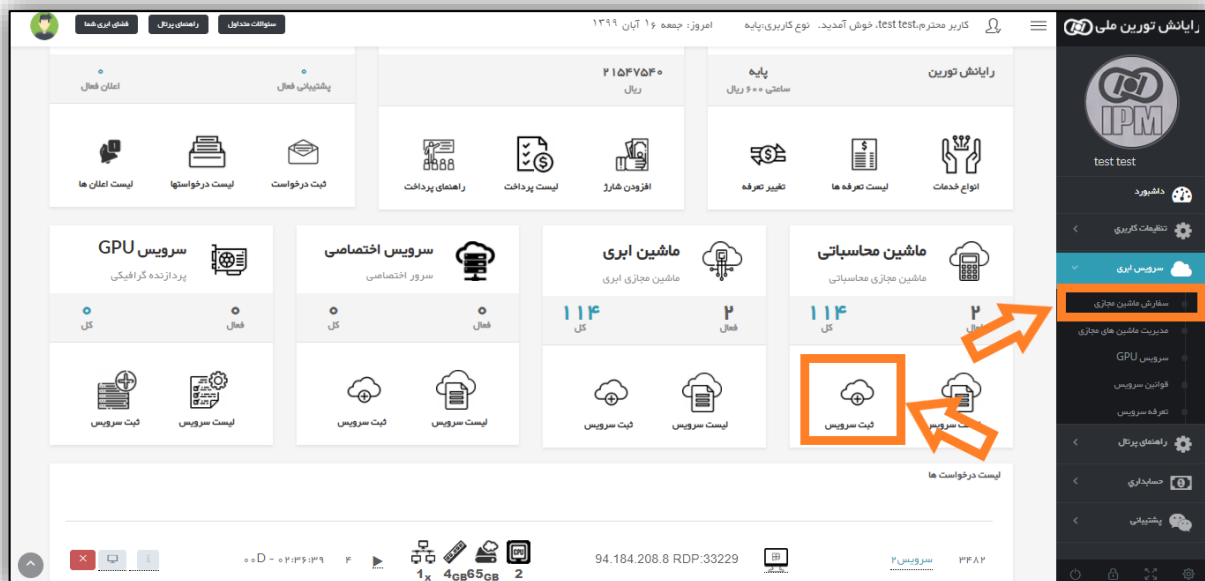 رایانش تورین ملی
کاربر محترم،test test، خوش آمدید. نوع کاربری:پایه
امروز: جمعه ۱۶ آبان ۱۳۹۹
سئوالات متداول
راهنمای پرتال
فضای ابری شما
IPM
test test
داشبورد
تنظیمات کاربری
سرویس ابری
سفارش ماشین مجازی
مدیریت ماشین های مجازی
سرویس GPU
قوانین سرویس
تعرفه سرویس
راهنمای پرتال
حسابداری
پشتیبانی
رایانش تورین
پایه
ساعتی ۶۰۰ ریال
انواع خدمات
لیست تعرفه ها
تغییر تعرفه
۲۱۵۴۷۵۴۰
ریال
افزودن شارژ
لیست پرداخت
راهنمای پرداخت
۰
پشتیبانی فعال
۰
اعلان فعال
ثبت درخواست
لیست درخواستها
لیست اعلان ها
ماشین محاسباتی
ماشین مجازی محاسباتی
۲
۱۱۴
کل
ثبت سرویس
ماشین ابری
ماشین مجازی ابری
۲
فعال
۱۱۴
کل
لیست سرویس
ثبت سرویس
سرویس اختصاصی
سرور اختصاصی
۰
فعال
۰
کل
لیست سرویس
ثبت سرویس
سرویس GPU
پردازنده گرافیکی
۰
فعال
۰
کل
لیست سرویس
ثبت سرویس
لیست درخواست ها
۳۴۸۲
سرویس۲
94.184.208.8 RDP:33229
CPU
2
65GB
4GB
1x
۴
۰۰D - ۰۲:۳۶:۳۹